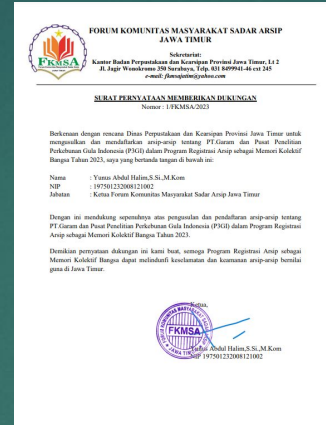 FORUM KOMUNITAS MASYARAKAT SADAR ARSIP
JAWA TIMUR
Sekretariat:
Kantor Badan Perpustakaan dan Kearsipan Provinsi Jawa Timur, Lt 2
Jl. Jagir Wonokromo 350 Surabaya, Telp. 031 8499941-46 ext 245
e-mail: fkmsajatim@yahoo.com
FKMSA
SURAT PERNYATAAN MEMBERIKAN DUKUNGAN
Nomor : 1/FKMSA/2023
Berkenaan dengan rencana Dinas Perpustakaan dan Kearsipan Provinsi Jawa Timur untuk
mengusulkan dan mendaftarkan arsip-arsip tentang PT.Garam dan Pusat Penelitian
Perkebunan Gula Indonesia (P3GI) dalam Program Registrasi Arsip sebagai Memori Kolektif
Bangsa Tahun 2023, saya yang bertanda tangan di bawah ini:
Nama : Yunus Abdul Halim,S.Si.,M.Kom
NIP : 197501232008121002
Jabatan : Ketua Forum Komunitas Masyarakat Sadar Arsip Jawa Timur
Dengan ini mendukung sepenuhnya atas pengusulan dan pendaftaran arsip-arsip tentang
PT.Garam dan Pusat Penelitian Perkebunan Gula Indonesia (P3GI) dalam Program Registrasi
Arsip sebagai Memori Kolektif Bangsa Tahun 2023.
Demikian pernyataan dukungan ini kami buat, semoga Program Registrasi Arsip sebagai
Memori Kolektif Bangsa dapat melindunfi keselamatan dan keamanan arsip-arsip bernilai
guna di Jawa Timur.
Ketua,
FKMSA
JAWA TIMUR
Yunus Abdul Halim,S.Si.,M.Kom
NIP 197501232008121002